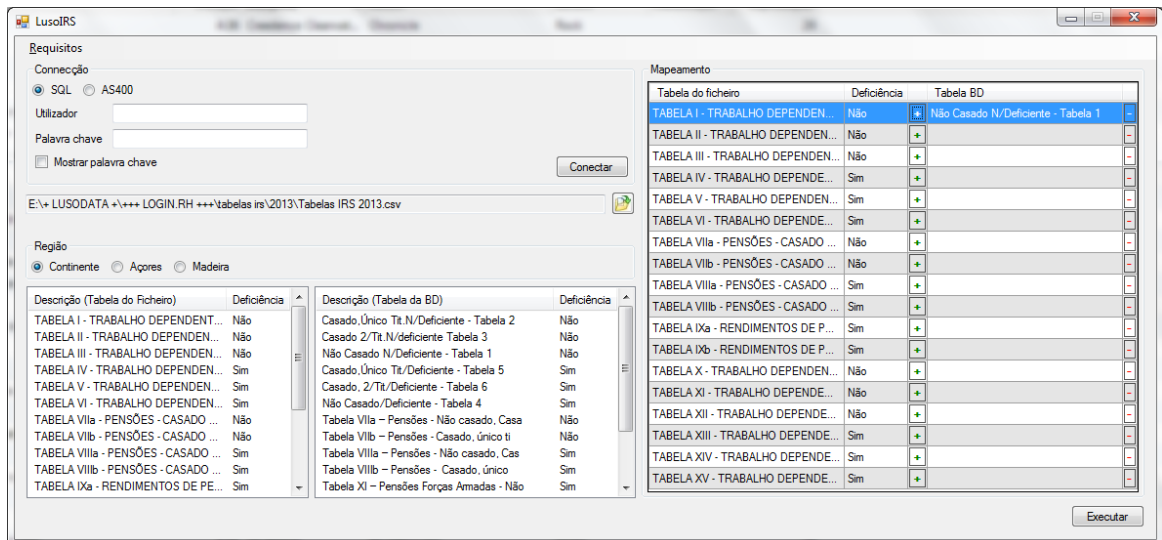 LusoIRS
Requisitos
Connecção
SQL AS400
Utilizador
Palavra chave
Mostrar palavra chave
Conectar
E:\+ LUSODATA +\+++ LOGIN.RH +++\tabelas irs\2013\Tabelas IRS 2013.csv
Região
Continente Açores Madeira
Descrição (Tabela do Ficheiro) Deficiência
TABELA I - TRABALHO DEPENDENT... Não
TABELA II - TRABALHO DEPENDEN... Não
TABELA III - TRABALHO DEPENDEN... Não
TABELA IV - TRABALHO DEPENDEN... Sim
TABELA V - TRABALHO DEPENDEN... Sim
TABELA VI - TRABALHO DEPENDEN... Sim
TABELA VIIa - PENSÕES - CASADO ... Não
TABELA VIIb - PENSÕES - CASADO ... Não
TABELA VIIIa - PENSÕES - CASADO ... Sim
TABELA VIIIb - PENSÕES - CASADO ... Sim
TABELA IXa - RENDIMENTOS DE PE... Sim
Descrição (Tabela da BD) Deficiência
Casado,Único Tit.N/Deficiente - Tabela 2 Não
Casado 2/Tit.N/deficiente Tabela 3 Não
Não Casado N/Deficiente - Tabela 1 Não
Casado,Único Tit/Deficiente - Tabela 5 Sim
Casado, 2/Tit/Deficiente - Tabela 6 Sim
Não Casado/Deficiente - Tabela 4 Sim
Tabela VIIa – Pensões - Não casado, Casa Não
Tabela VIIb – Pensões - Casado, único ti Não
Tabela VIIIa – Pensões - Não casado, Cas Sim
Tabela VIIIb – Pensões - Casado, único Sim
Tabela XI – Pensões Forças Armadas - Não Sim
Mapeamento
Tabela do ficheiro Deficiência Tabela BD
TABELA I - TRABALHO DEPENDEN... Não + Não Casado N/Deficiente - Tabela 1 -
TABELA II - TRABALHO DEPENDEN... Não + -
TABELA III - TRABALHO DEPENDEN... Não + -
TABELA IV - TRABALHO DEPENDE... Sim + -
TABELA V - TRABALHO DEPENDEN... Sim + -
TABELA VI - TRABALHO DEPENDE... Sim + -
TABELA VIIa - PENSÕES - CASADO ... Não + -
TABELA VIIb - PENSÕES - CASADO ... Não + -
TABELA VIIIa - PENSÕES - CASADO ... Sim + -
TABELA VIIIb - PENSÕES - CASADO ... Sim + -
TABELA IXa - RENDIMENTOS DE P... Sim + -
TABELA IXb - RENDIMENTOS DE P... Sim + -
TABELA X - TRABALHO DEPENDEN... Não + -
TABELA XI - TRABALHO DEPENDE... Não + -
TABELA XII - TRABALHO DEPENDE... Não + -
TABELA XIII - TRABALHO DEPENDE... Sim + -
TABELA XIV - TRABALHO DEPENDE... Sim + -
TABELA XV - TRABALHO DEPENDE... Sim + -
Executar